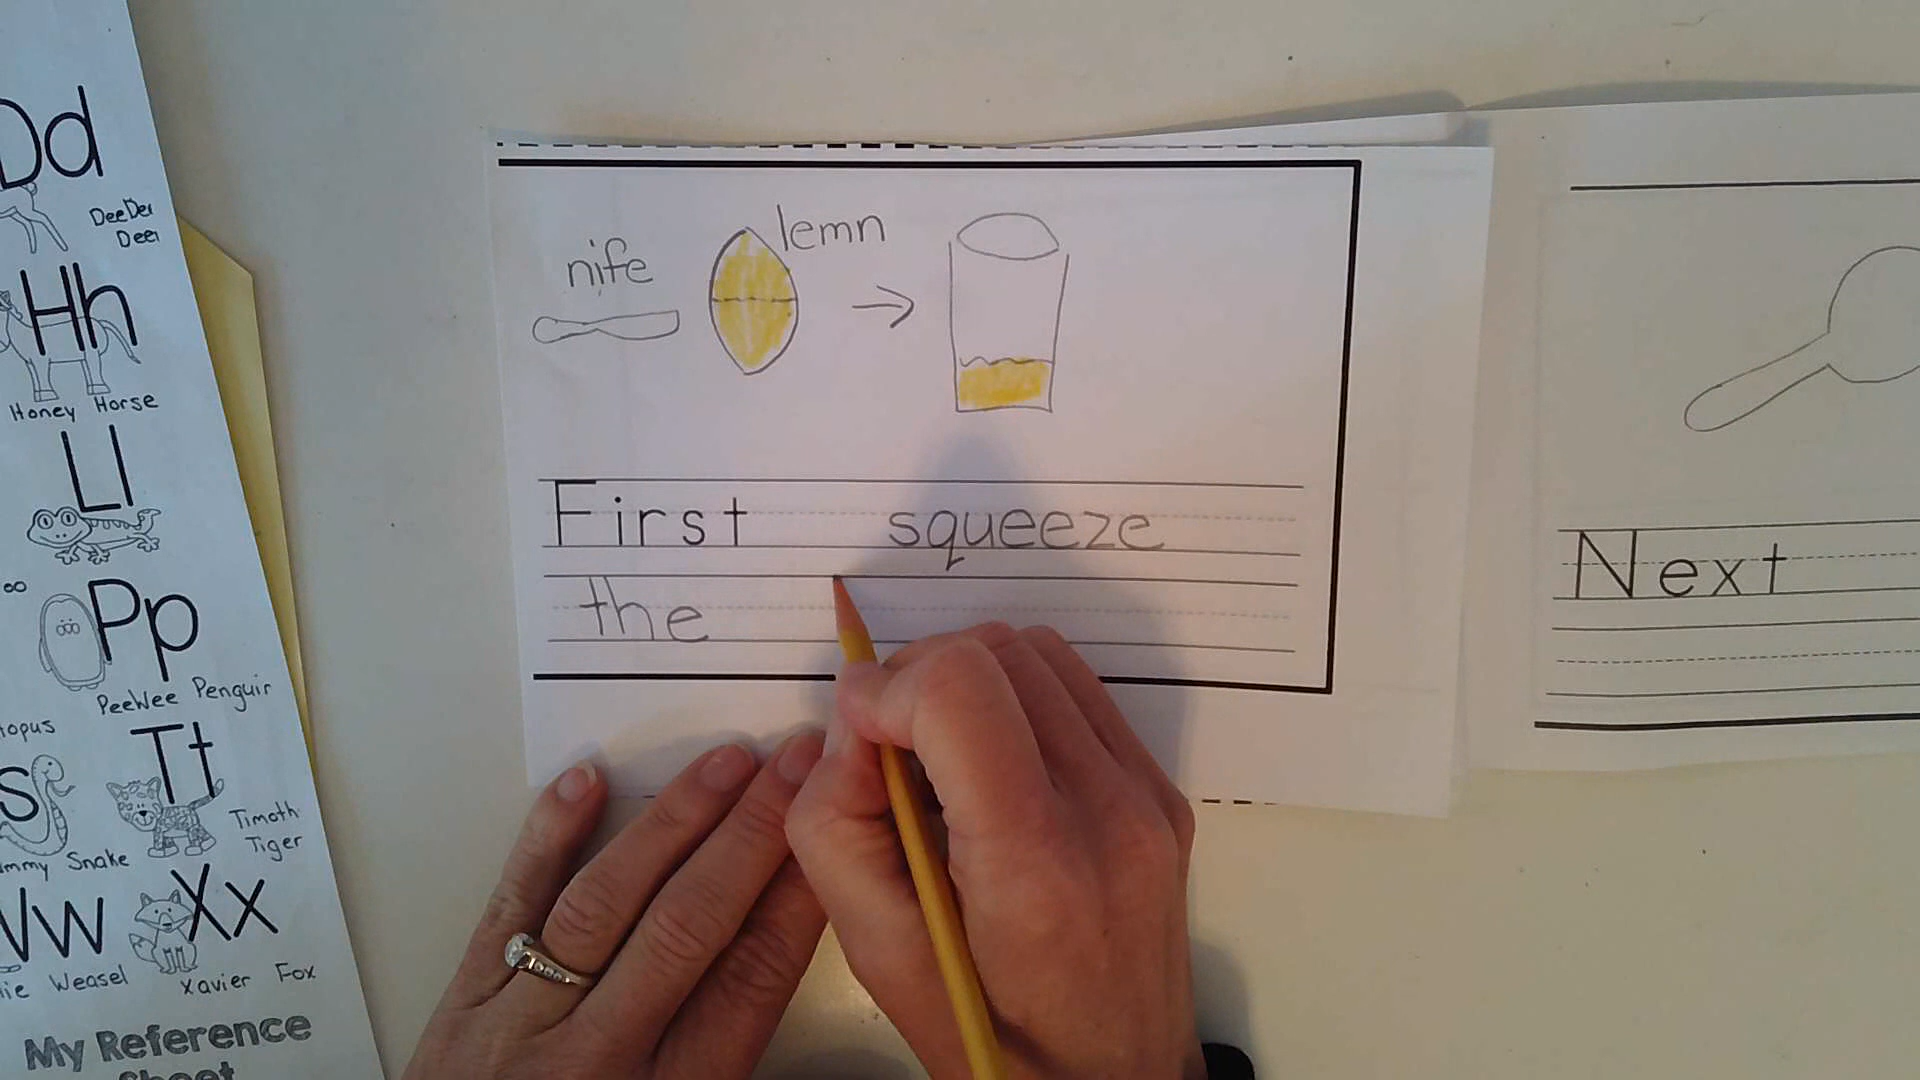 Dd
DeeDee
Deer
Hh
Honey Horse
Ll
Pp
PeeWee Penguin
Tt
S
Snake
Tiger
Ww
Weasel
Xx
Xavier Fox
My Reference
Sheet
nife
lemn
First squeeze
the
Next